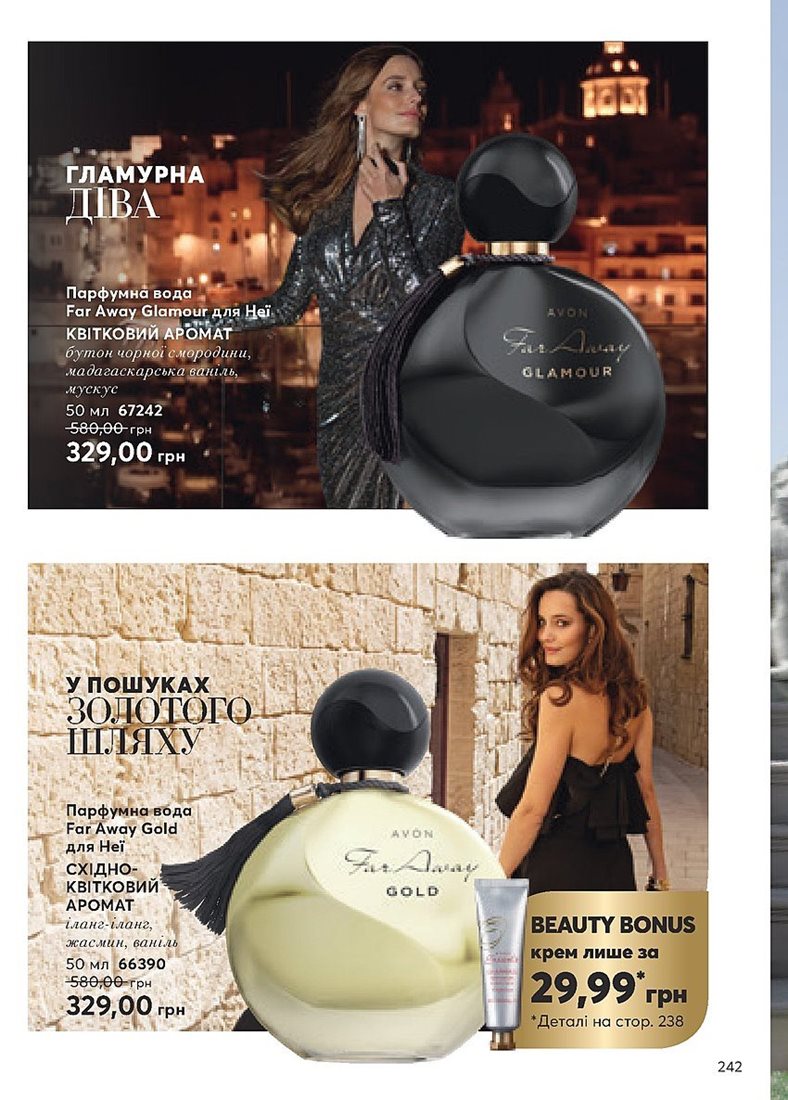 ГЛАМУРНА
ДІВА
Парфумна вода
Far Away Glamour для Неї
КВІТКОВИЙ АРОМАТ
бутон чорної смородини,
мадагаскарська ваніль,
мускус
50 мл 67242
580,00 грн
329,00 грн
AVON
Far Away
GLAMOUR
У ПОШУКАХ
ЗОЛОТОГО
ШЛЯХУ
Парфумна вода
Far Away Gold
для Неї
СХІДНО-
КВІТКОВИЙ
АРОМАТ
іланг-іланг,
жасмин, ваніль
50 мл 66390
580,00 грн
329,00 грн
AVON
Far Away
GOLD
BEAUTY BONUS
крем лише за
29,99* грн
*Деталі на стор. 238
242